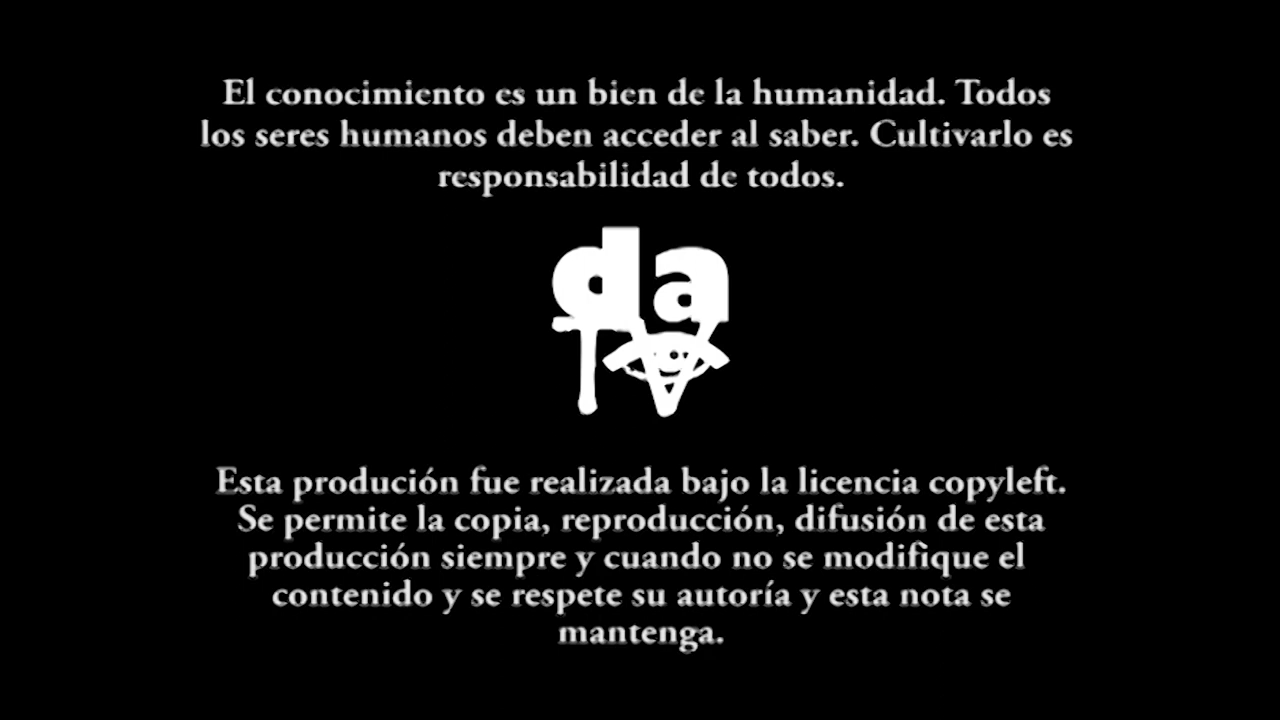 El conocimiento es un bien de la humanidad. Todos
los seres humanos deben acceder al saber. Cultivarlo es
responsabilidad de todos.
da
TV
Esta produción fue realizada bajo la licencia copyleft.
Se permite la copia, reproducción, difusión de esta
producción siempre y cuando no se modifique el
contenido y se respete su autoría y esta nota se
mantenga.